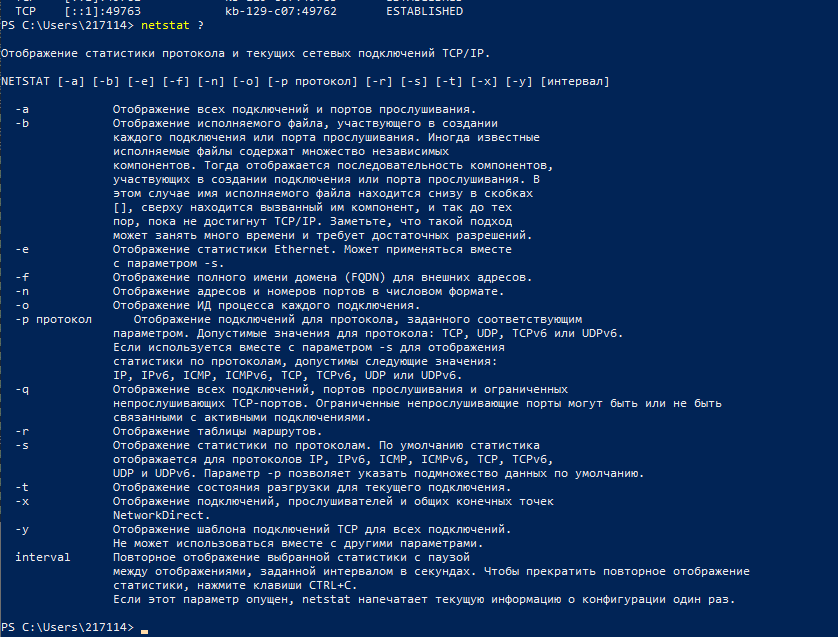 TCP    [::1]:49763            kb-129-c07:49762       ESTABLISHED
PS C:\Users\217114> netstat ?

Отображение статистики протокола и текущих сетевых подключений TCP/IP.

NETSTAT [-a] [-b] [-e] [-f] [-n] [-o] [-p протокол] [-r] [-s] [-t] [-x] [-y] [интервал]

  -a            Отображение всех подключений и портов прослушивания.
  -b            Отображение исполняемого файла, участвующего в создании
                каждого подключения или порта прослушивания. Иногда известные
                исполняемые файлы содержат множество независимых
                компонентов. Тогда отображается последовательность компонентов,
                участвующих в создании подключения или порта прослушивания. В
                этом случае имя исполняемого файла находится снизу в скобках
                [], сверху находится вызванный им компонент, и так до тех
                пор, пока не достигнут TCP/IP. Заметьте, что такой подход
                может занять много времени и требует достаточных разрешений.
  -e            Отображение статистики Ethernet. Может применяться вместе
                с параметром -s.
  -f            Отображение полного имени домена (FQDN) для внешних адресов.
  -n            Отображение адресов и номеров портов в числовом формате.
  -o            Отображение ИД процесса каждого подключения.
  -p протокол      Отображение подключений для протокола, заданного соответствующим
                параметром. Допустимые значения для протокола: TCP, UDP, TCPv6 или UDPv6.
                Если используется вместе с параметром -s для отображения
                статистики по протоколам, допустимы следующие значения:
                IP, IPv6, ICMP, ICMPv6, TCP, TCPv6, UDP или UDPv6.
  -q            Отображение всех подключений, портов прослушивания и ограниченных
                непрослушивающих TCP-портов. Ограниченные непрослушивающие порты могут быть или не быть
                связанными с активными подключениями.
  -r            Отображение таблицы маршрутов.
  -s            Отображение статистики по протоколам. По умолчанию статистика
                отображается для протоколов IP, IPv6, ICMP, ICMPv6, TCP, TCPv6,
                UDP и UDPv6. Параметр -p позволяет указать подмножество данных по умолчанию.
  -t            Отображение состояния разгрузки для текущего подключения.
  -x            Отображение подключений, прослушивателей и общих конечных точек
                NetworkDirect.
  -y            Отображение шаблона подключений TCP для всех подключений.
                Не может использоваться вместе с другими параметрами.
  interval      Повторное отображение выбранной статистики с паузой
                между отображениями, заданной интервалом в секундах. Чтобы прекратить повторное отображение
                статистики, нажмите клавиши CTRL+C.
                Если этот параметр опущен, netstat напечатает текущую информацию о конфигурации один раз.

PS C:\Users\217114>